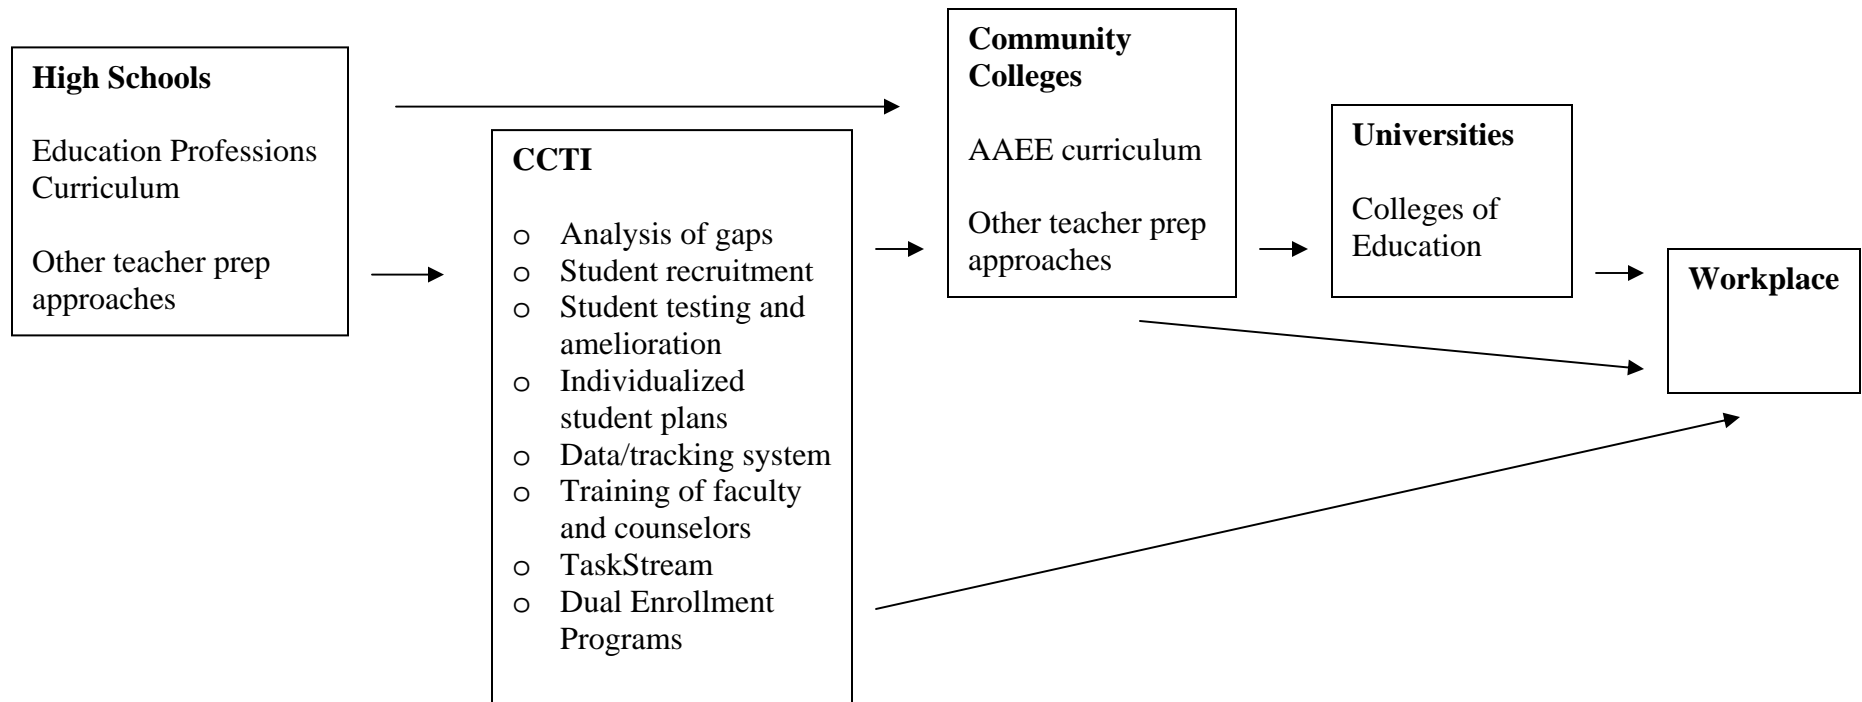 High Schools
Education Professions
Curriculum
Other teacher prep
approaches
CCTI
o Analysis of gaps
o Student recruitment
o Student testing and
amelioration
o Individualized
student plans
o Data/tracking system
o Training of faculty
and counselors
o TaskStream
o Dual Enrollment
Programs
Community
Colleges
AAEE curriculum
Other teacher prep
approaches
Universities
Colleges of
Education
Workplace